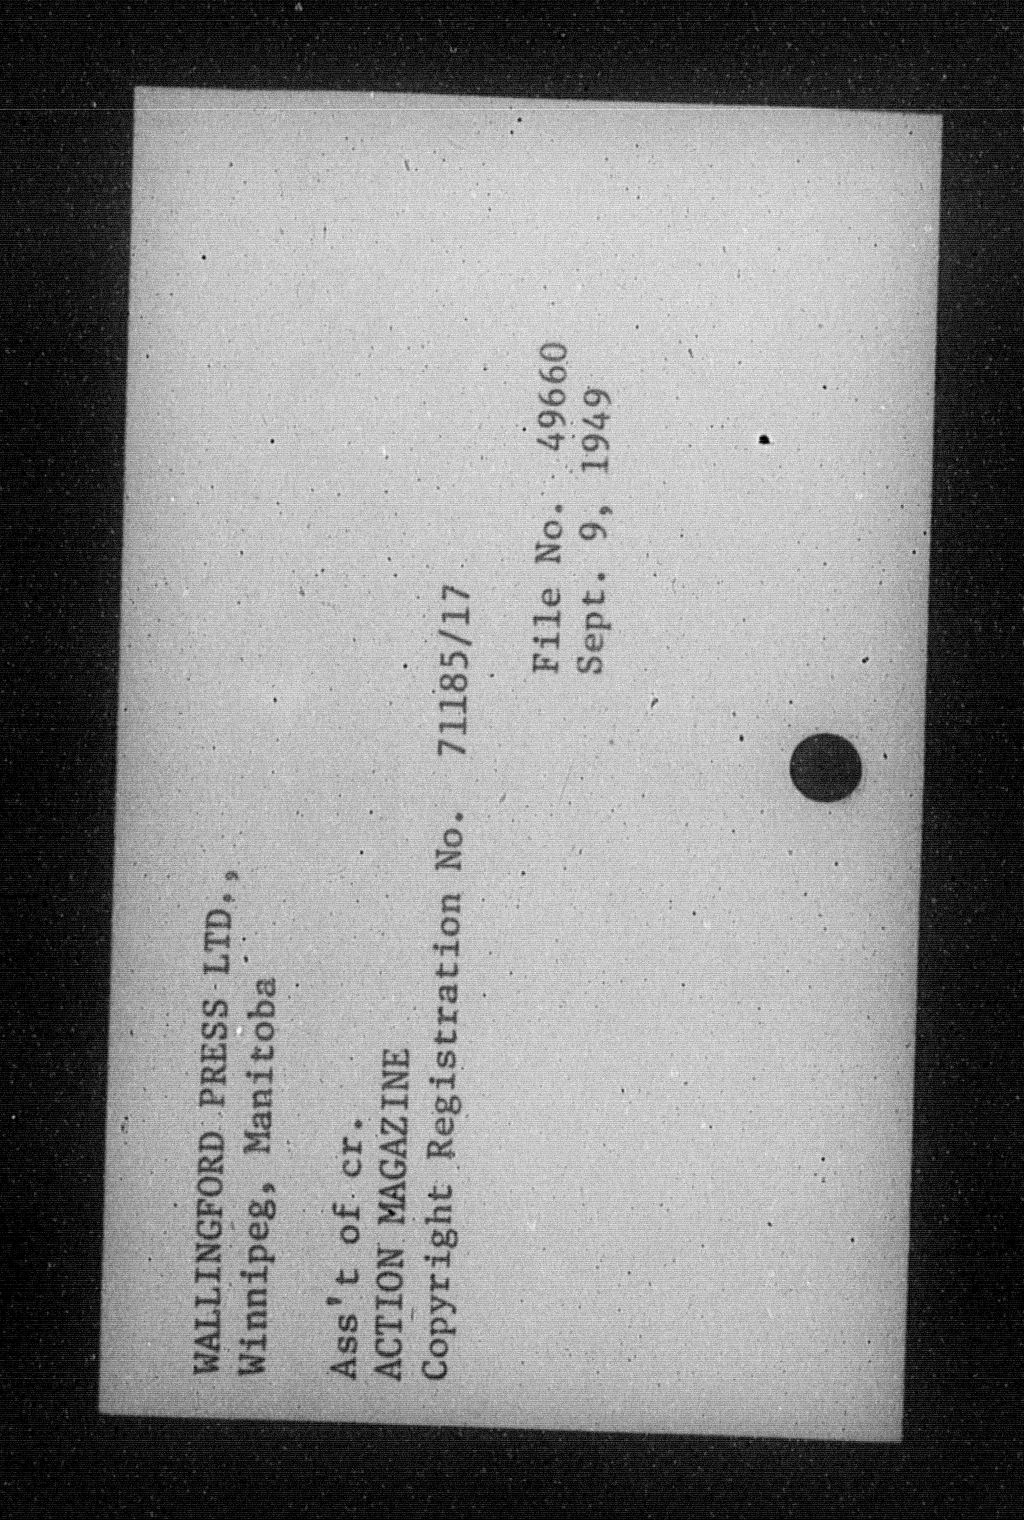 WALLINGFORD PRESS LTD.,
Winnipeg, Manitoba
Ass't of cr.
ACTION MAGAZINE
Copyright Registration No. 71185/17
File No. 49660
Sept. 9, 1949